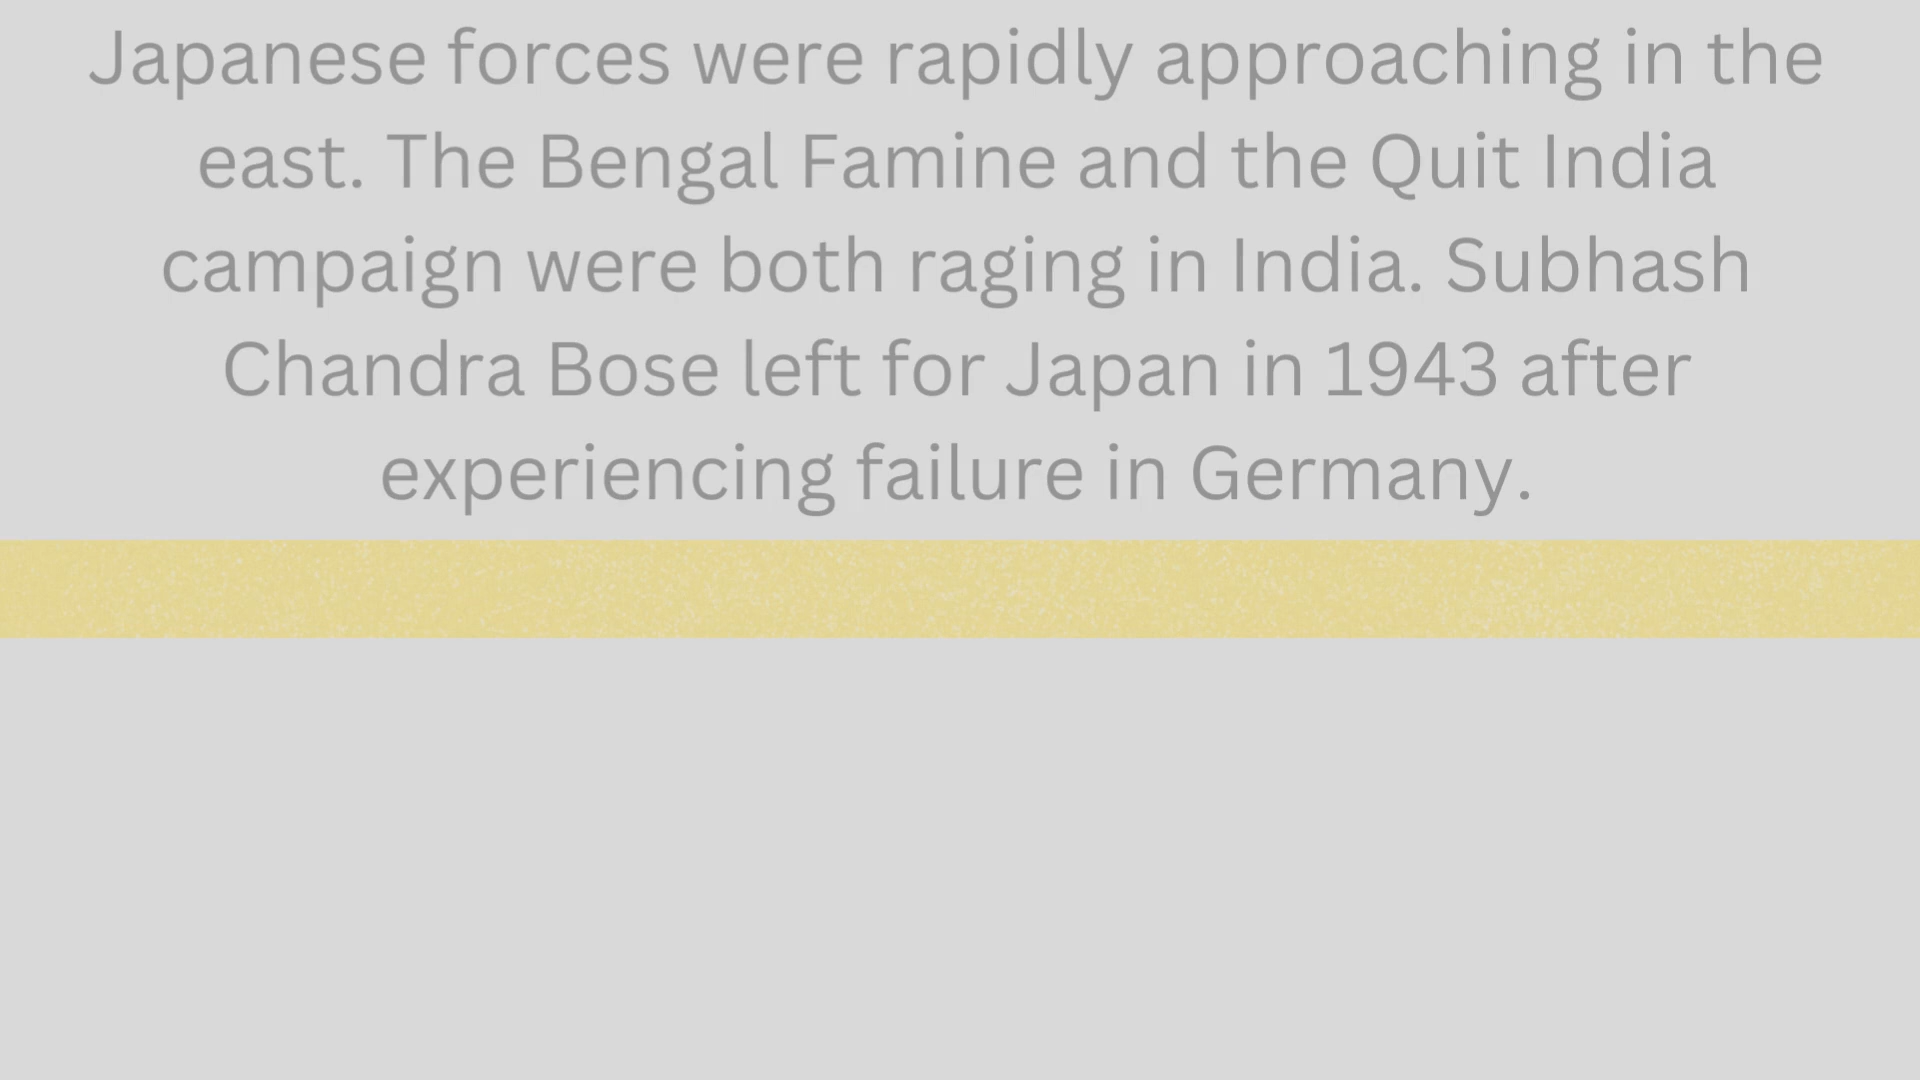 Japanese forces were rapidly approaching in the
east. The Bengal Famine and the Quit India
campaign were both raging in India. Subhash
Chandra Bose left for Japan in 1943 after
experiencing failure in Germany.